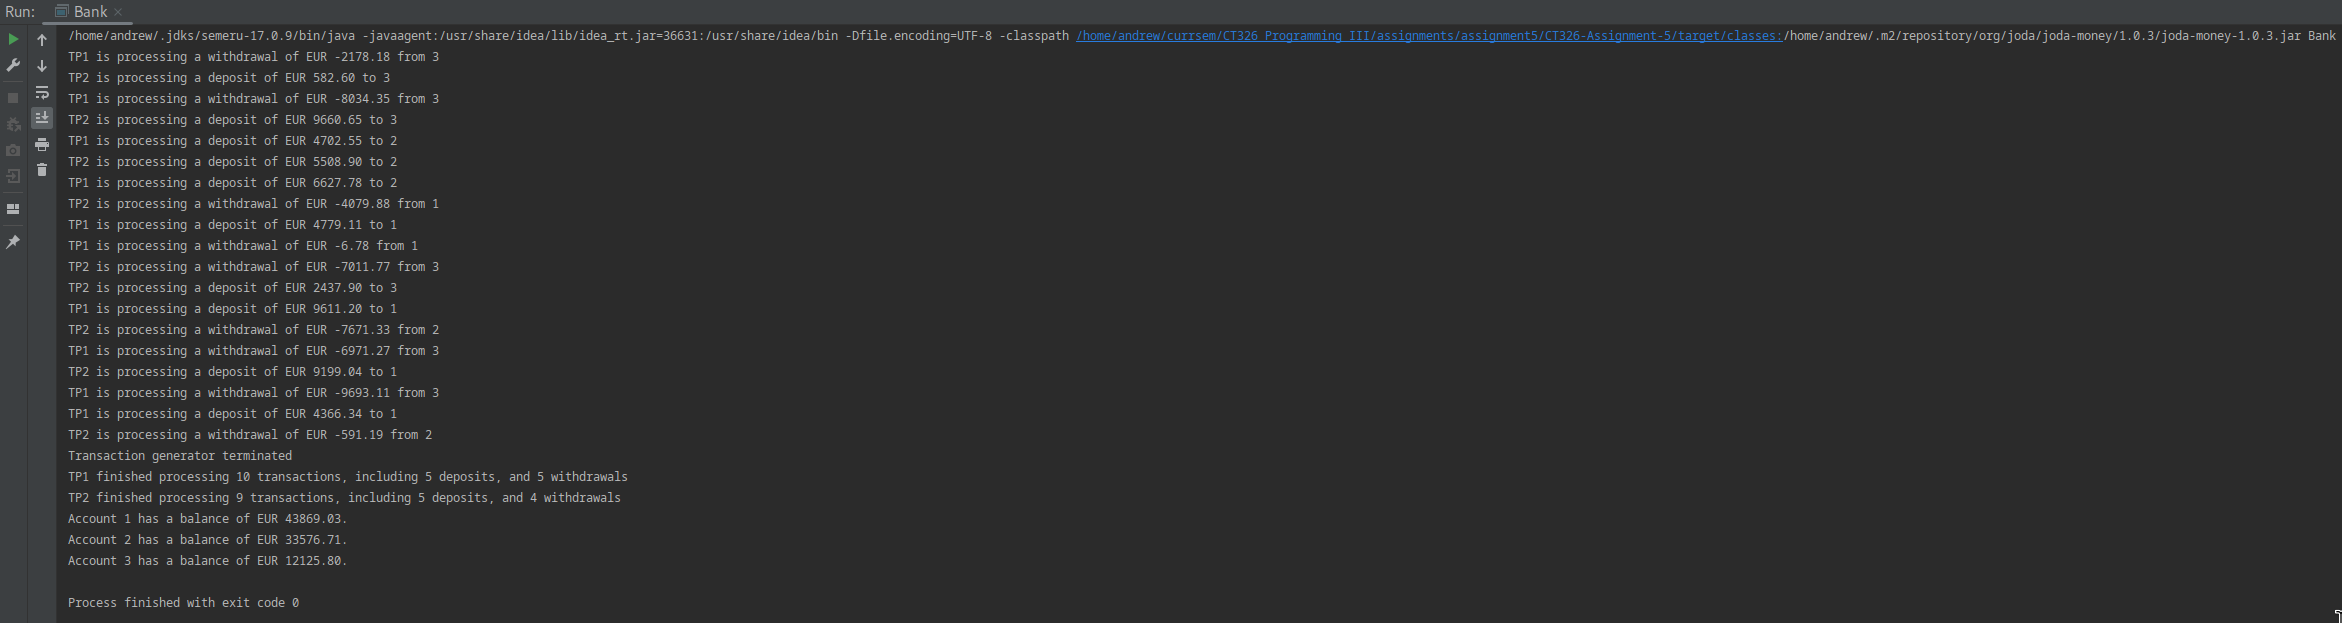 Run: Bank
/home/andrew/.jdks/semeru-17.0.9/bin/java -javaagent:/usr/share/idea/lib/idea_rt.jar=36631:/usr/share/idea/bin -Dfile.encoding=UTF-8 -classpath /home/andrew/currsem/CT326 Programming III/assignments/assignment5/CT326-Assignment-5/target/classes:/home/andrew/.m2/repository/org/joda/joda-money/1.0.3/joda-money-1.0.3.jar Bank
TP1 is processing a withdrawal of EUR -2178.18 from 3
TP2 is processing a deposit of EUR 582.60 to 3
TP1 is processing a withdrawal of EUR -8034.35 from 3
TP2 is processing a deposit of EUR 9660.65 to 3
TP1 is processing a deposit of EUR 4702.55 to 2
TP2 is processing a deposit of EUR 5508.90 to 2
TP1 is processing a deposit of EUR 6627.78 to 2
TP2 is processing a withdrawal of EUR -4079.88 from 1
TP1 is processing a deposit of EUR 4779.11 to 1
TP1 is processing a withdrawal of EUR -6.78 from 1
TP2 is processing a withdrawal of EUR -7011.77 from 3
TP2 is processing a deposit of EUR 2437.90 to 3
TP1 is processing a deposit of EUR 9611.20 to 1
TP2 is processing a withdrawal of EUR -7671.33 from 2
TP1 is processing a withdrawal of EUR -6971.27 from 3
TP2 is processing a deposit of EUR 9199.04 to 1
TP1 is processing a withdrawal of EUR -9693.11 from 3
TP1 is processing a deposit of EUR 4366.34 to 1
TP2 is processing a withdrawal of EUR -591.19 from 2
Transaction generator terminated
TP1 finished processing 10 transactions, including 5 deposits, and 5 withdrawals
TP2 finished processing 9 transactions, including 5 deposits, and 4 withdrawals
Account 1 has a balance of EUR 43869.03.
Account 2 has a balance of EUR 33576.71.
Account 3 has a balance of EUR 12125.80.
Process finished with exit code 0